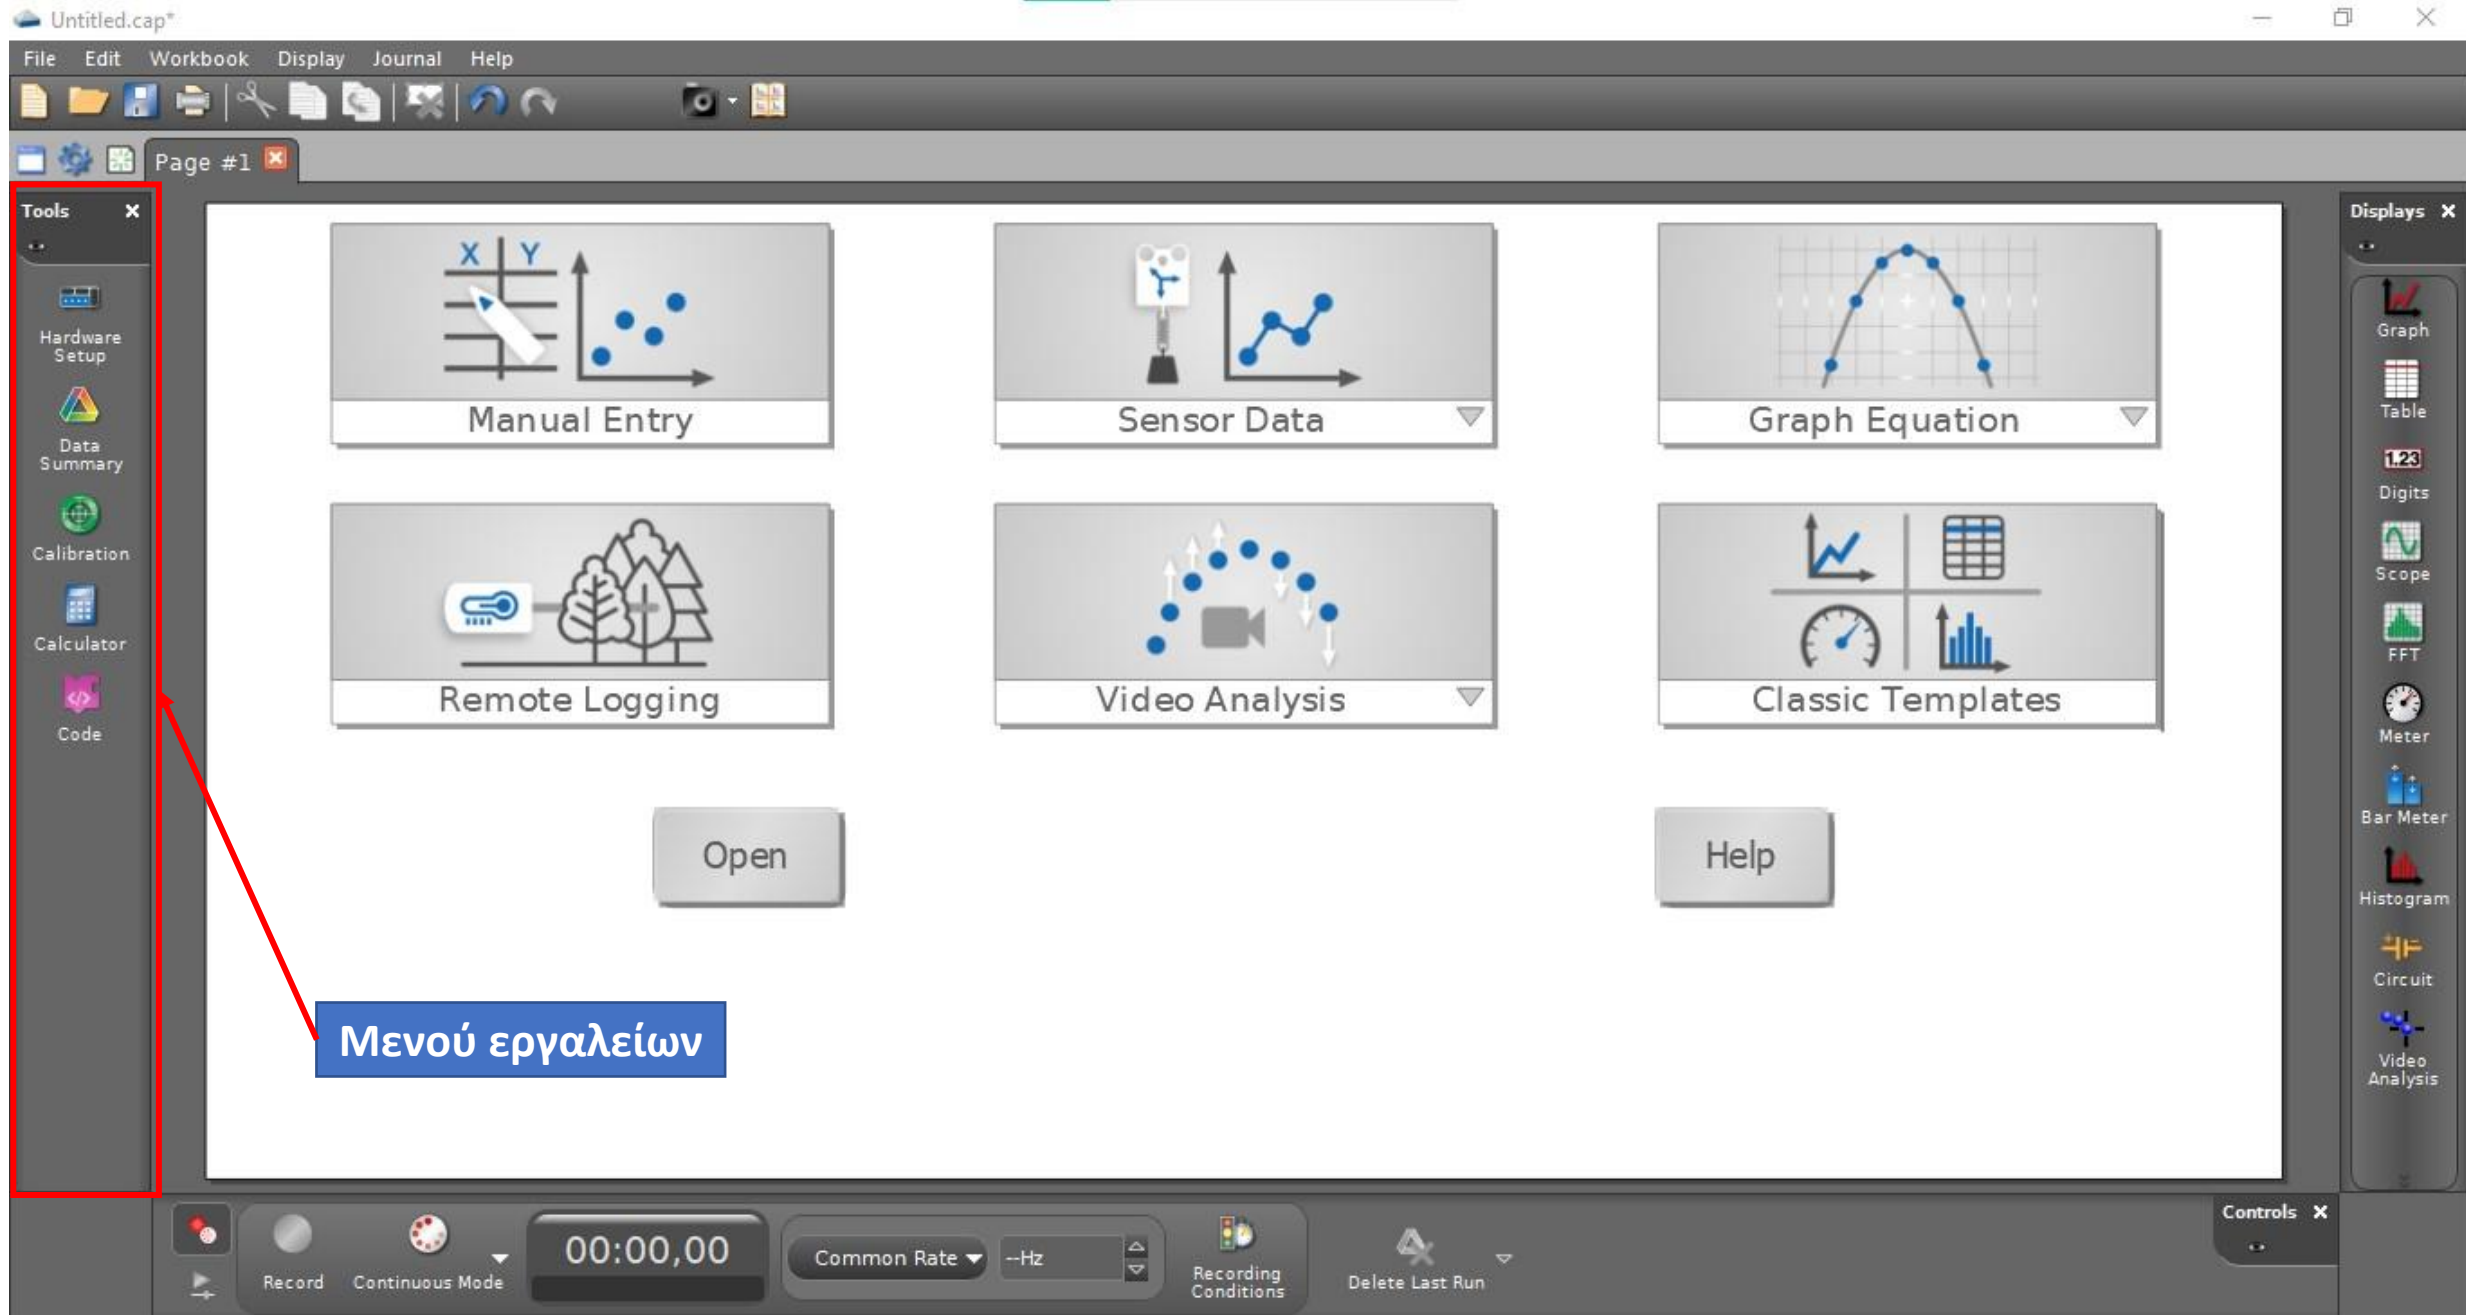 Untitled.cap*
File Edit Workbook Display Journal Help
Page #1
Tools
Hardware
Setup
Data
Summary
Calibration
Calculator
Code
X Y
Manual Entry
Sensor Data
Graph Equation
Remote Logging
Video Analysis
Classic Templates
Open
Help
Μενού εργαλείων
Displays
Graph
Table
1.23
Digits
Scope
FFT
Meter
Bar Meter
Histogram
Circuit
Video
Analysis
Record
Continuous Mode
00:00,00
Common Rate
--Hz
Recording
Conditions
Delete Last Run
Controls